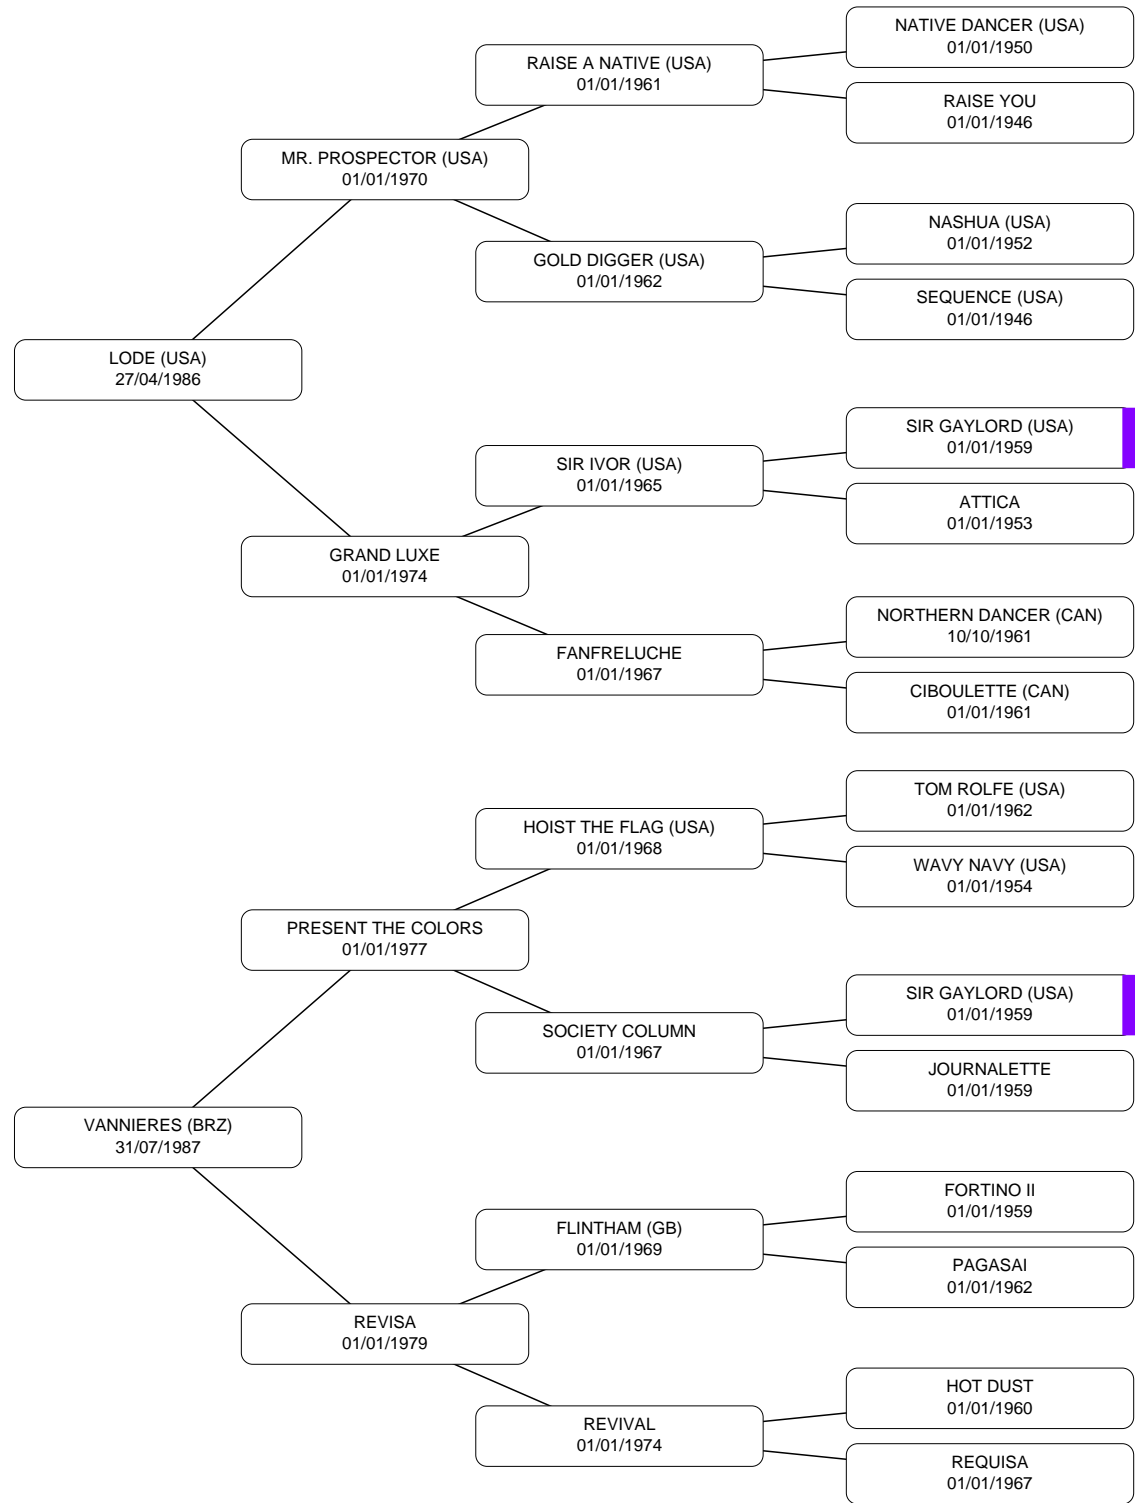 NATIVE DANCER (USA)
01/01/1950
RAISE A NATIVE (USA)
01/01/1961
RAISE YOU
01/01/1946
MR. PROSPECTOR (USA)
01/01/1970
NASHUA (USA)
01/01/1952
GOLD DIGGER (USA)
01/01/1962
SEQUENCE (USA)
01/01/1946
LODE (USA)
27/04/1986
SIR GAYLORD (USA)
01/01/1959
SIR IVOR (USA)
01/01/1965
ATTICA
01/01/1953
GRAND LUXE
01/01/1974
NORTHERN DANCER (CAN)
10/10/1961
FANFRELUCHE
01/01/1967
CIBOULETTE (CAN)
01/01/1961
TOM ROLFE (USA)
01/01/1962
HOIST THE FLAG (USA)
01/01/1968
WAVY NAVY (USA)
01/01/1954
PRESENT THE COLORS
01/01/1977
SIR GAYLORD (USA)
01/01/1959
SOCIETY COLUMN
01/01/1967
JOURNALETTE
01/01/1959
VANNIERES (BRZ)
31/07/1987
FORTINO II
01/01/1959
FLINTHAM (GB)
01/01/1969
PAGASAI
01/01/1962
REVISA
01/01/1979
HOT DUST
01/01/1960
REVIVAL
01/01/1974
REQUISA
01/01/1967